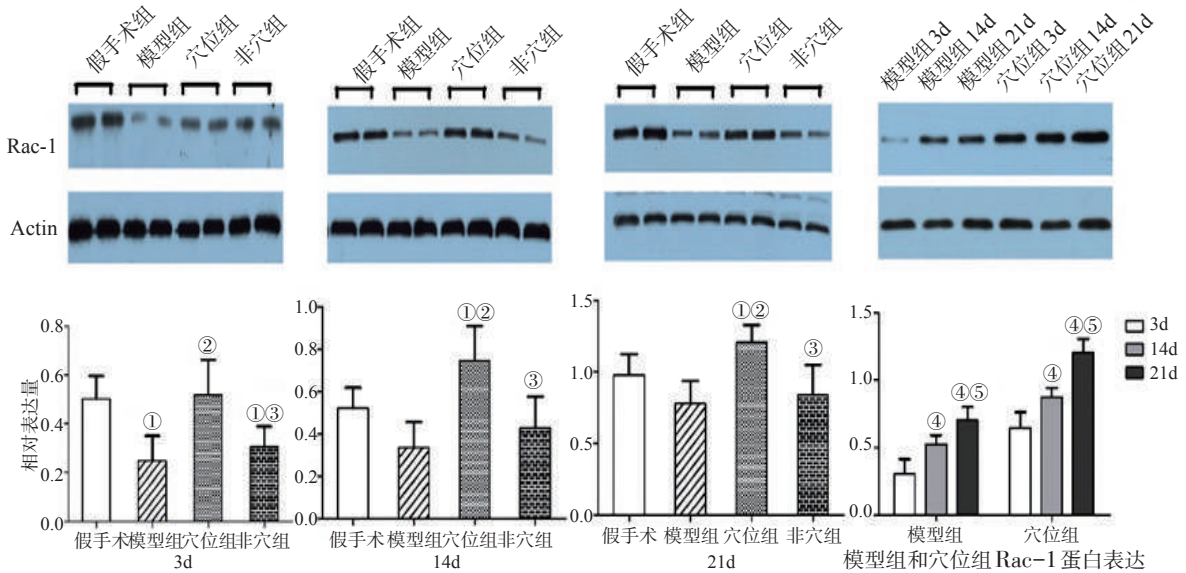 假手术组 模型组 穴位组 非穴组
假手术组 模型组 穴位组 非穴组
假手术组 模型组 穴位组 非穴组
模型组3d 模型组14d 模型组21d 穴位组3d 穴位组14d 穴位组21d
Rac-1
Actin
相对表达量
0.8
0.6
0.4
0.2
0.0
① ② ①③
假手术 模型组 穴位组 非穴组
3d
1.0
0.8
0.6
0.4
0.2
0.0
①② ③
假手术 模型组 穴位组 非穴组
14d
1.5
1.0
0.5
0.0
①② ③
假手术 模型组 穴位组 非穴组
21d
1.5
1.0
0.5
0.0
④ ④⑤ ④ ④⑤
3d
14d
21d
模型组 穴位组
模型组和穴位组Rac-1蛋白表达